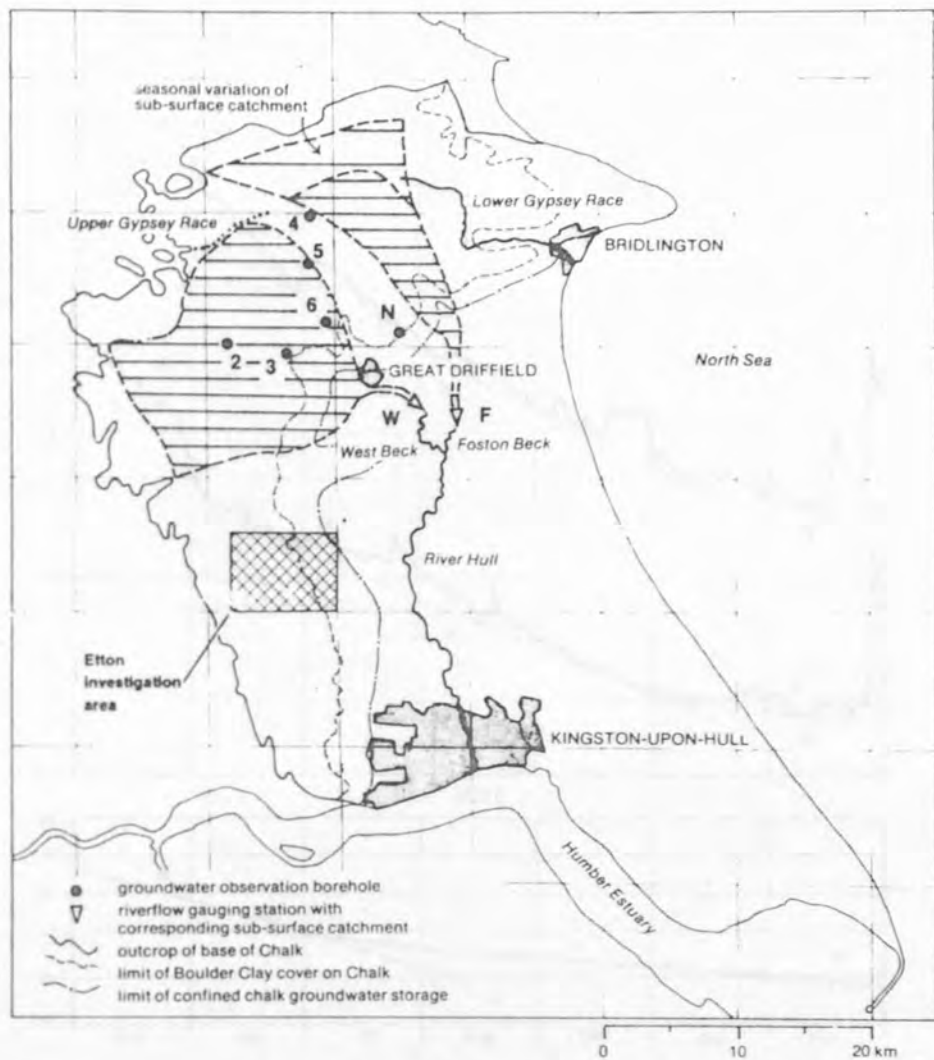 seasonal variation of
sub-surface catchment
Lower Gypsey Race
Upper Gypsey Race
4
BRIDLINGTON
5
6
N
2
3
GREAT DRIFFIELD
North Sea
W
F
West Beck
Foston Beck
River Hull
Etton
investigation
area
KINGSTON-UPON-HULL
Humber Estuary
groundwater observation borehole
riverflow gauging station with
corresponding sub-surface catchment
outcrop of base of Chalk
limit of Boulder Clay cover on Chalk
limit of confined chalk groundwater storage
0 10 20 km